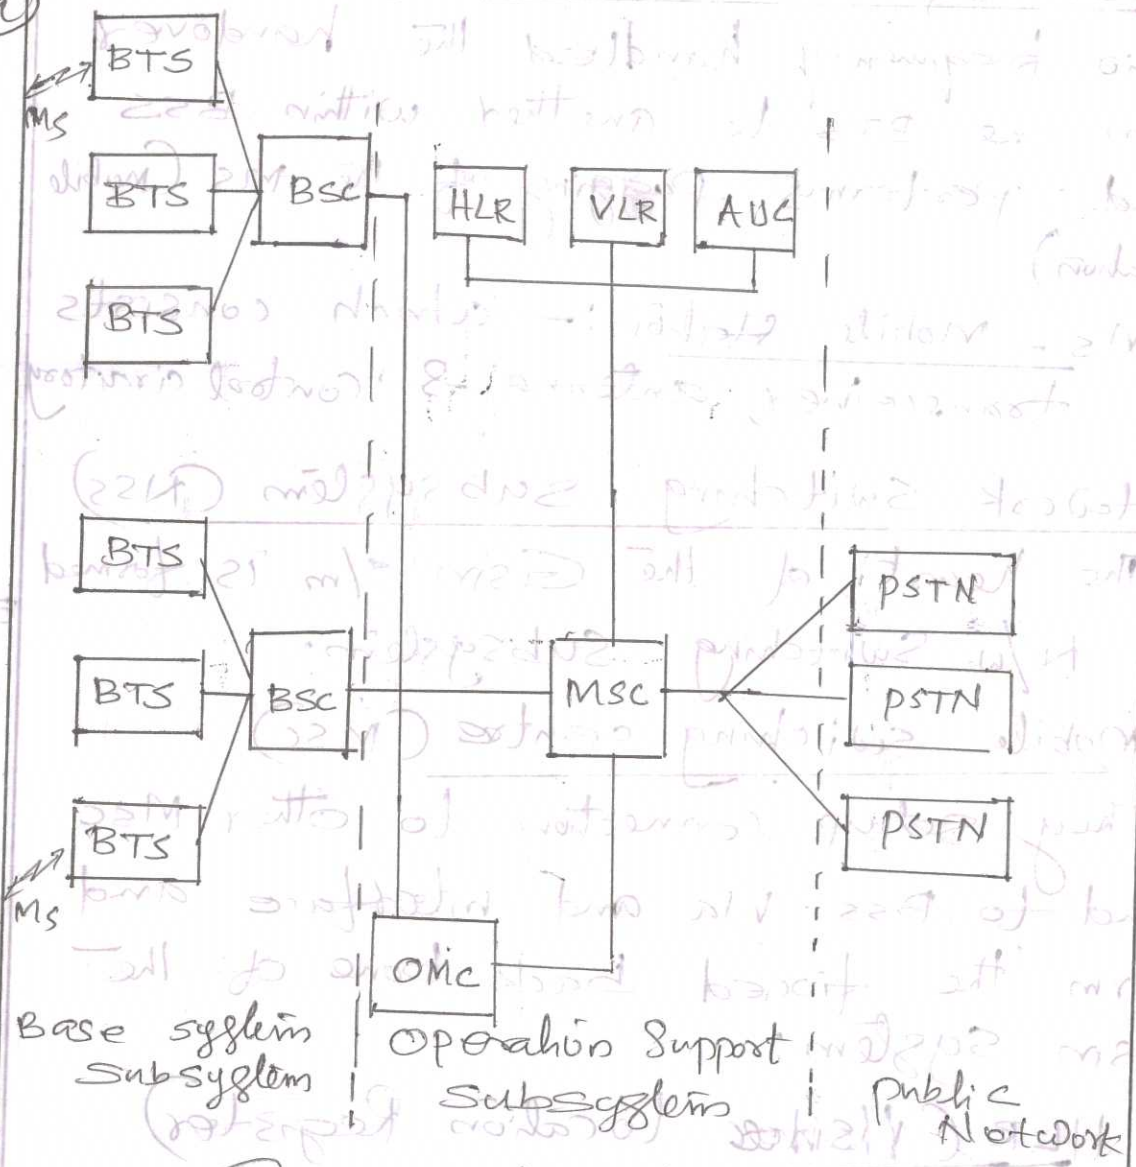 BTS
MS
BTS
BSC
HLR
VLR
AUC
BTS
BTS
PSTN
BTS
BSC
MSC
PSTN
BTS
PSTN
MS
OMC
Base system
Subsystem
Operation Support
Subsystem
Public
Network